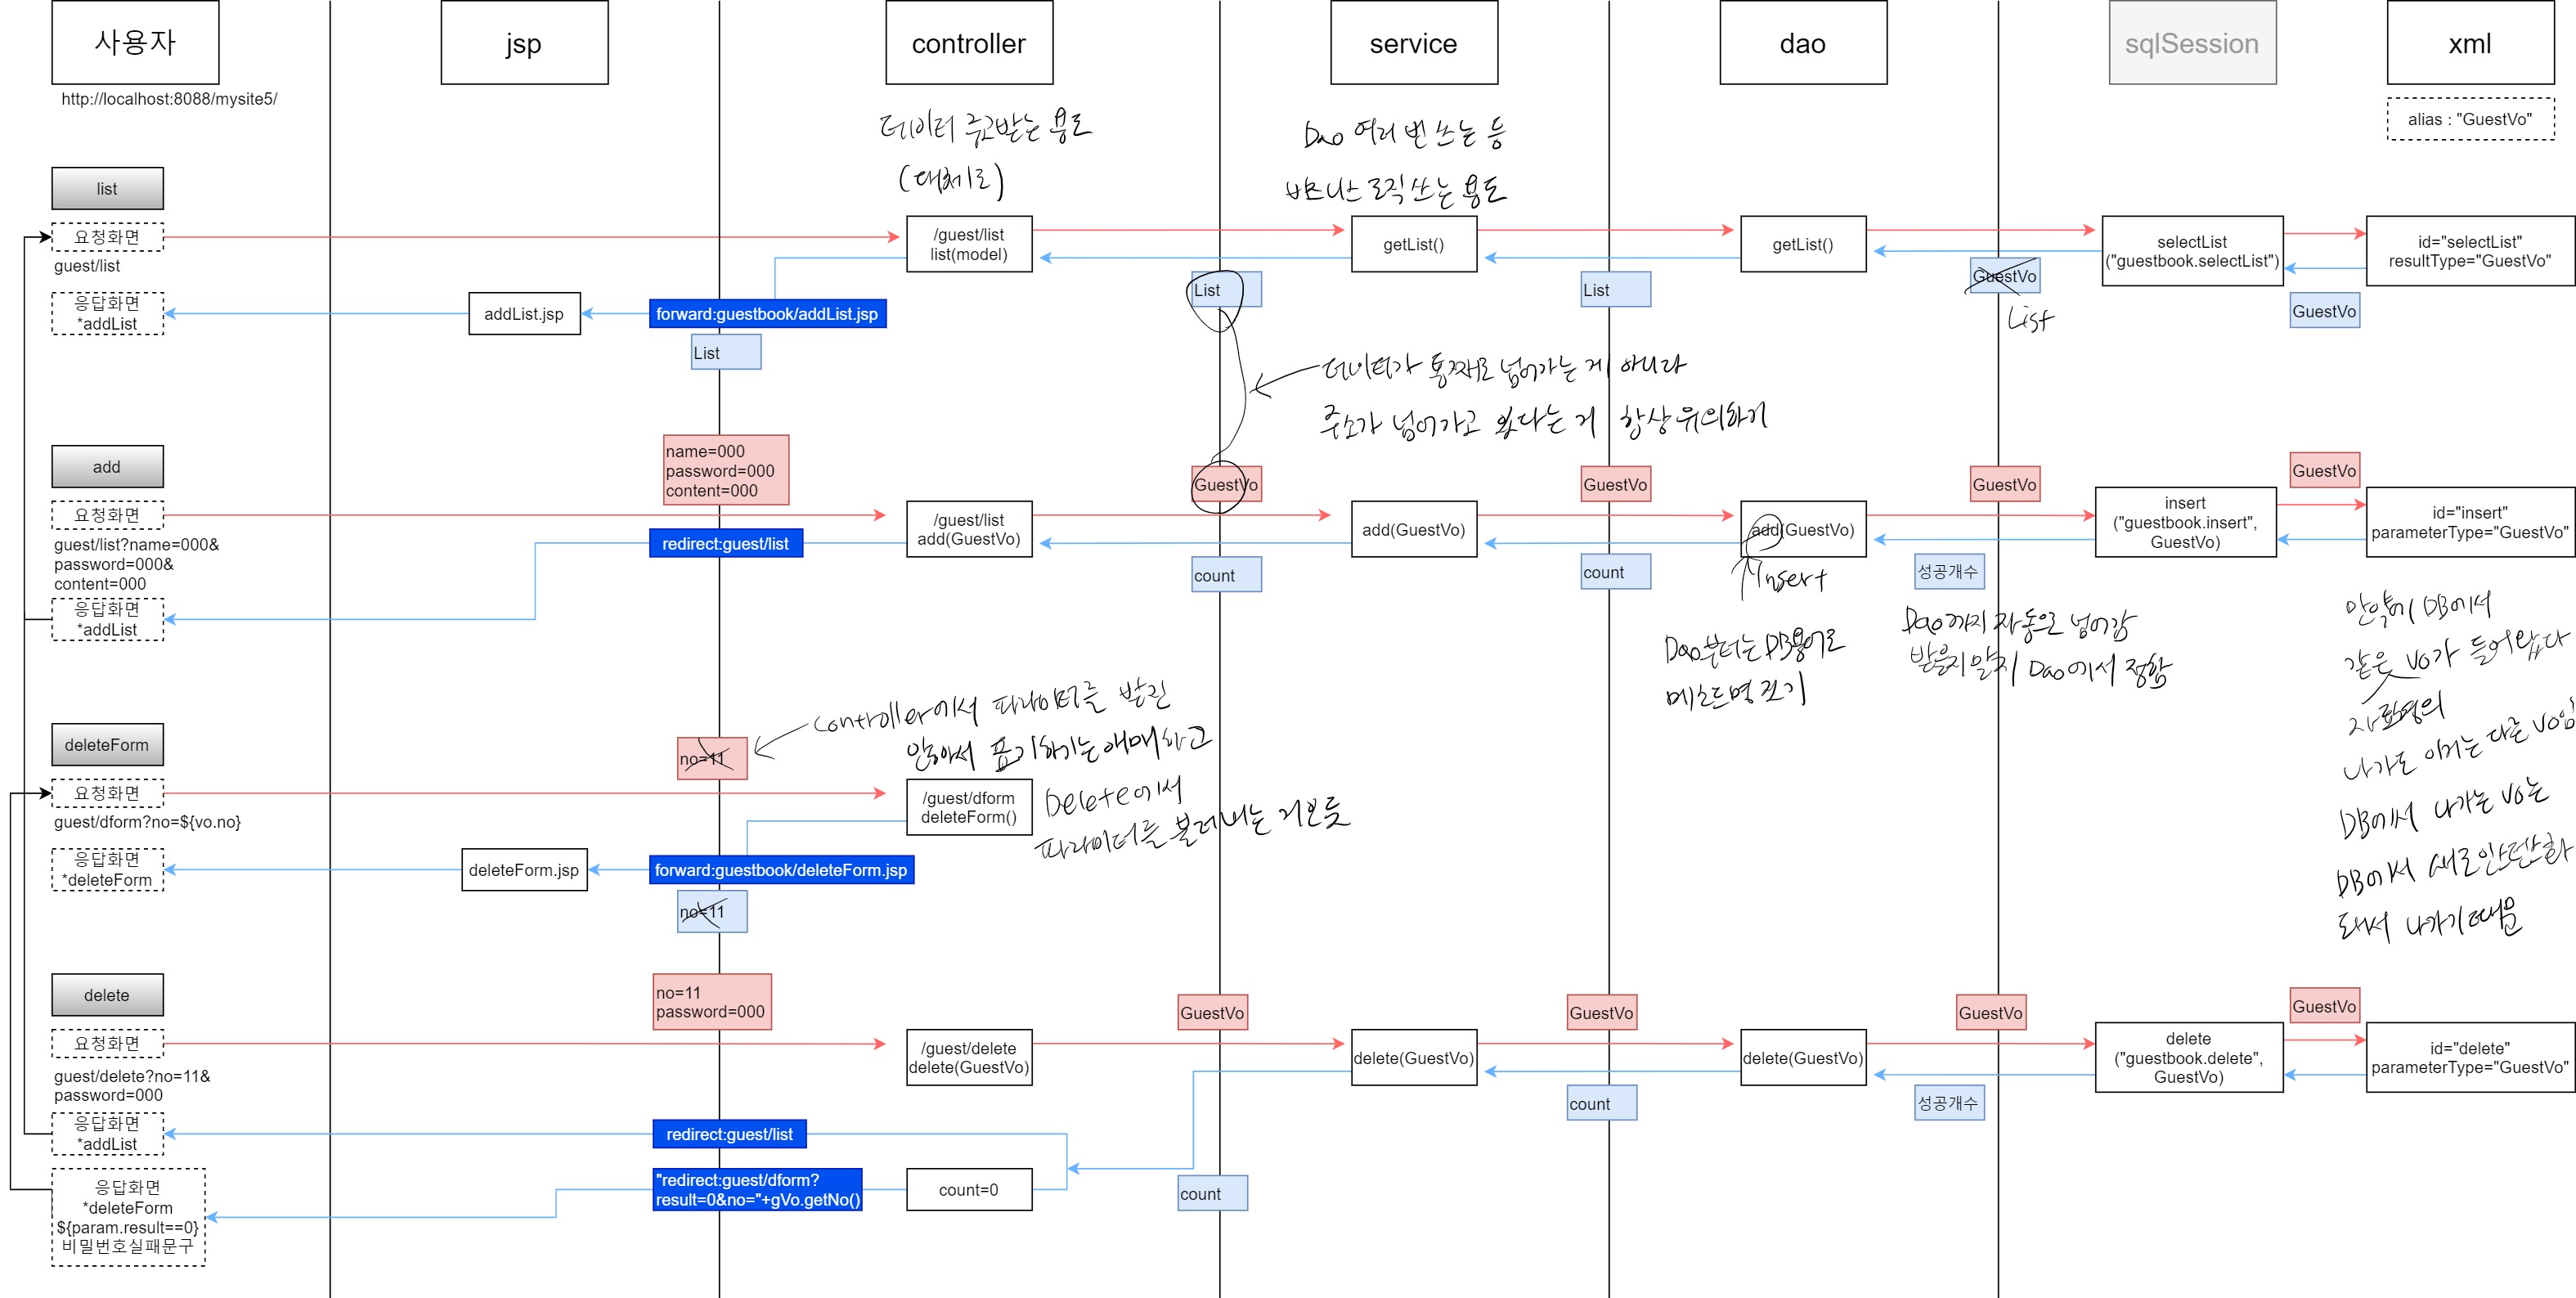 사용자
jsp
controller
service
dao
sqlSession
xml
http://localhost:8088/mysite5/
alias : "GuestVo"
데이터 주고받는 용도
(대체로)
Dao 여러 번 쓰는 등
비즈니스 로직 쓰는 용도
list
요청화면
guest/list
/guest/list
list(model)
getList()
getList()
selectList
("guestbook.selectList")
id="selectList"
resultType="GuestVo"
List
List
GuestVo
List
GuestVo
응답화면
*addList
addList.jsp
forward:guestbook/addList.jsp
List
데이터가 통째로 넘어가는 게 아니라
주소가 넘어가고 왔다는 거 항상 유의하기
add
name=000
password=000
content=000
GuestVo
GuestVo
GuestVo
GuestVo
요청화면
guest/list?name=000&
password=000&
content=000
/guest/list
add(GuestVo)
add(GuestVo)
add(GuestVo)
insert
("guestbook.insert",
GuestVo)
id="insert"
parameterType="GuestVo"
redirect:guest/list
count
count
성공개수
Insert
응답화면
*addList
Dao부터는 DB용어로
메소드명 짓기
Dao까지 자동으로 넘어감
받을지 말지 Dao에서 정함
만약에 DB에서
같은 Vo가 들어왔다
자료형의
나가도 이거는 다른 Vo임
DB에서 나가는 Vo는
DB에서 새로 인스턴스화
돼서 나가기 때문
deleteForm
no=11
Controller에서 파라미터를 받진
않아서 표기하기는 애매하고
Delete에서
파라미터를 불러내는 거인듯
요청화면
guest/dform?no=${vo.no}
/guest/dform
deleteForm()
응답화면
*deleteForm
deleteForm.jsp
forward:guestbook/deleteForm.jsp
no=11
delete
no=11
password=000
GuestVo
GuestVo
GuestVo
GuestVo
요청화면
guest/delete?no=11&
password=000
/guest/delete
delete(GuestVo)
delete(GuestVo)
delete(GuestVo)
delete
("guestbook.delete",
GuestVo)
id="delete"
parameterType="GuestVo"
count
성공개수
응답화면
*addList
redirect:guest/list
응답화면
*deleteForm
${param.result==0}
비밀번호실패문구
"redirect:guest/dform?
result=0&no="+gVo.getNo()
count=0
count